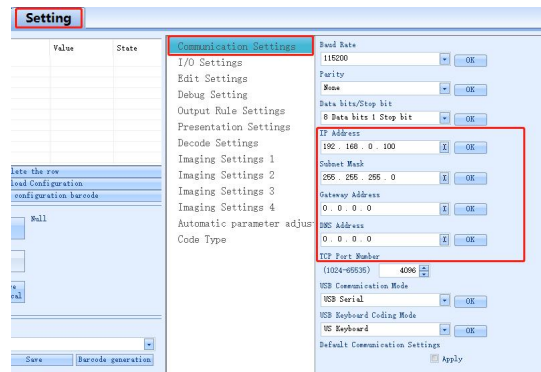 Setting
Value State
lete the row
load Configuration
configuration barcode
Null
cal
Save Barcode generation
Communication Settings
I/O Settings
Edit Settings
Debug Setting
Output Rule Settings
Presentation Settings
Decode Settings
Imaging Settings 1
Imaging Settings 2
Imaging Settings 3
Imaging Settings 4
Automatic parameter adjus
Code Type
Baud Rate
115200 OK
Parity
None OK
Data bits/Stop bit
8 Data bits 1 Stop bit OK
IP Address
192 . 168 . 0 . 100 X OK
Subnet Mask
255 . 255 . 255 . 0 X OK
Gateway Address
0 . 0 . 0 . 0 X OK
DNS Address
0 . 0 . 0 . 0 X OK
TCP Port Number
(1024-65535) 4096
USB Communication Mode
USB Serial OK
USB Keyboard Coding Mode
US Keyboard OK
Default Communication Settings
Apply